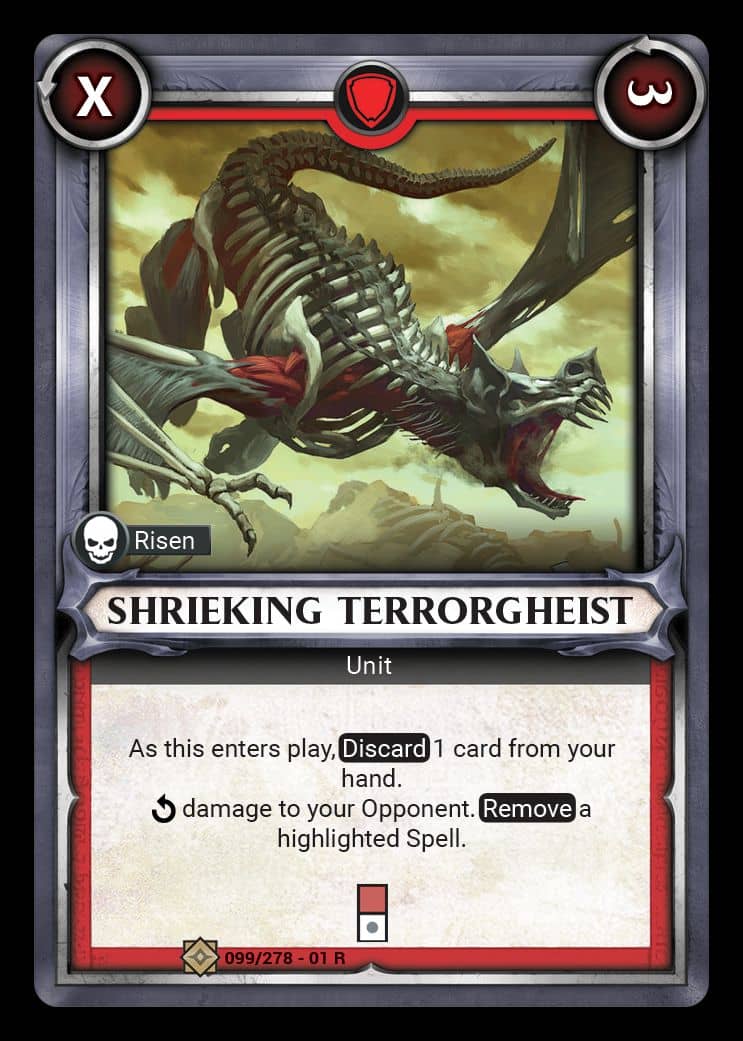 X
3
Risen
SHRIEKING TERRORGHEIST
Unit
As this enters play, Discard 1 card from your
hand.
damage to your Opponent. Remove a
highlighted Spell.
099/278 - 01 R